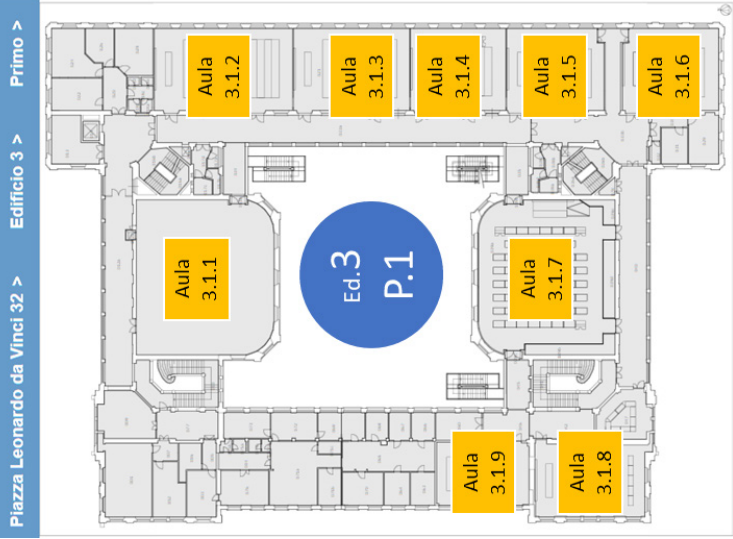 Piazza Leonardo da Vinci 32 > Edificio 3 > Primo >
Aula
3.1.2
Aula
3.1.3
Aula
3.1.4
Aula
3.1.5
Aula
3.1.6
Aula
3.1.1
Ed.3
P.1
Aula
3.1.7
Aula
3.1.9
Aula
3.1.8